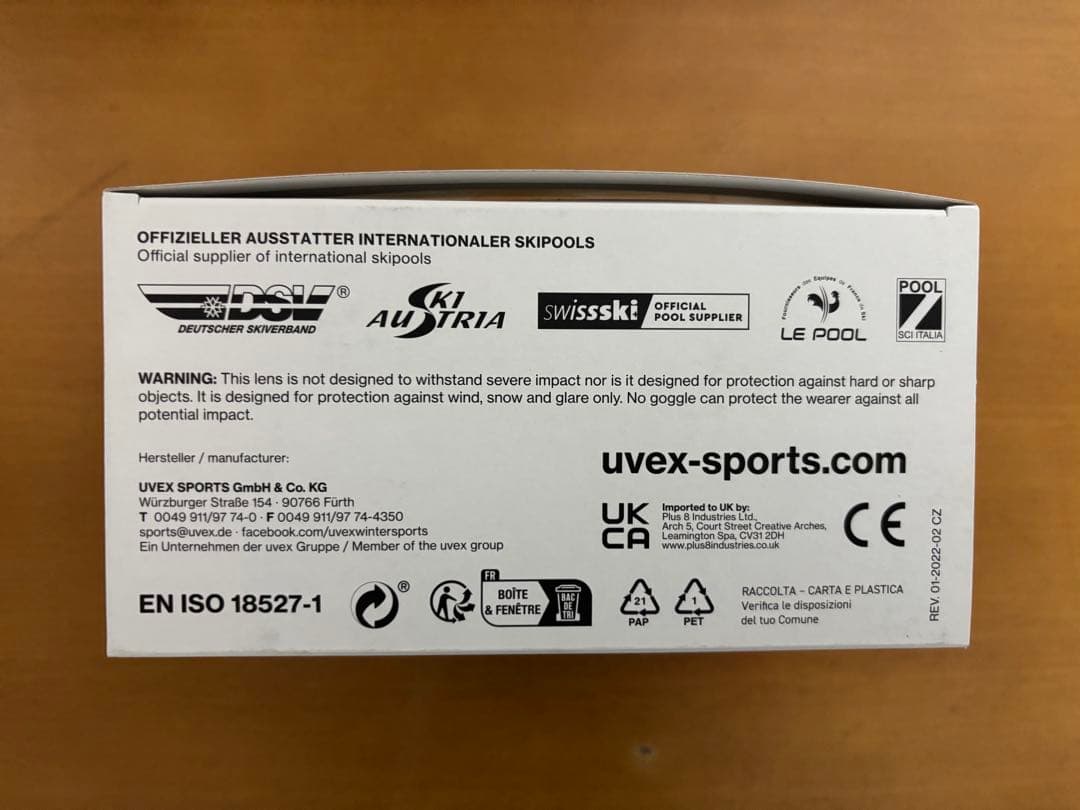 OFFIZIELLER AUSSTATTER INTERNATIONALER SKIPOOLS
Official supplier of international skipools
DSV®
DEUTSCHER SKIVERBAND
SKI
AUSTRIA
swissski OFFICIAL
POOL SUPPLIER
Fournisseurs des Equipes de France de Ski
LE POOL
POOL
SCI ITALIA
WARNING: This lens is not designed to withstand severe impact nor is it designed for protection against hard or sharp
objects. It is designed for protection against wind, snow and glare only. No goggle can protect the wearer against all
potential impact.
Hersteller / manufacturer:
UVEX SPORTS GmbH & Co. KG
Würzburger Straße 154 · 90766 Fürth
T 0049 911/97 74-0 · F 0049 911/97 74-4350
sports@uvex.de · facebook.com/uvexwintersports
Ein Unternehmen der uvex Gruppe / Member of the uvex group
uvex-sports.com
UK
CA
Imported to UK by:
Plus 8 Industries Ltd.,
Arch 5, Court Street Creative Arches,
Leamington Spa, CV31 2DH
www.plus8industries.co.uk
CE
EN ISO 18527-1
®
FR
BOÎTE
& FENÊTRE
BAC
DE
TRI
21
PAP
1
PET
RACCOLTA – CARTA E PLASTICA
Verifica le disposizioni
del tuo Comune
REV. 01-2022-02 CZ